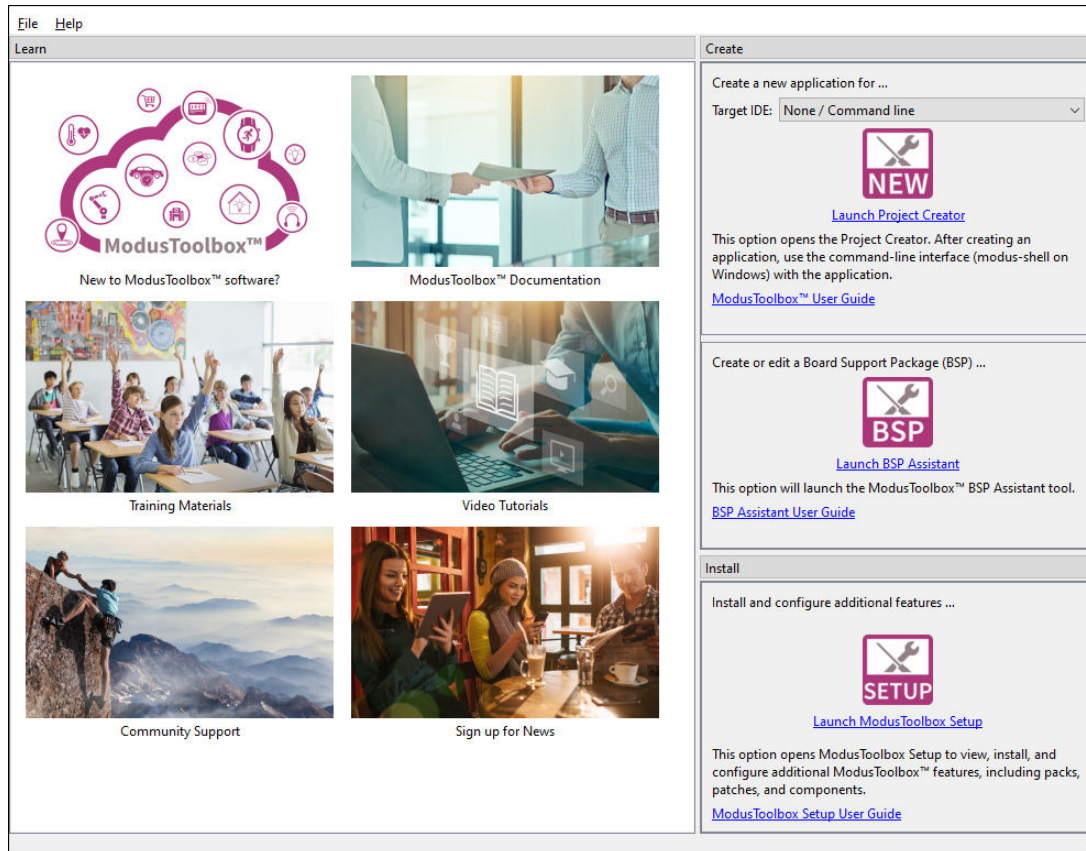 File Help
Learn
ModusToolbox™
New to ModusToolbox™ software?
ModusToolbox™ Documentation
Training Materials
Video Tutorials
Community Support
Sign up for News
Create
Create a new application for ...
Target IDE: None / Command line
NEW
Launch Project Creator
This option opens the Project Creator. After creating an
application, use the command-line interface (modus-shell on
Windows) with the application.
ModusToolbox™ User Guide
Create or edit a Board Support Package (BSP) ...
BSP
Launch BSP Assistant
This option will launch the ModusToolbox™ BSP Assistant tool.
BSP Assistant User Guide
Install
Install and configure additional features ...
SETUP
Launch ModusToolbox Setup
This option opens ModusToolbox Setup to view, install, and
configure additional ModusToolbox™ features, including packs,
patches, and components.
ModusToolbox Setup User Guide